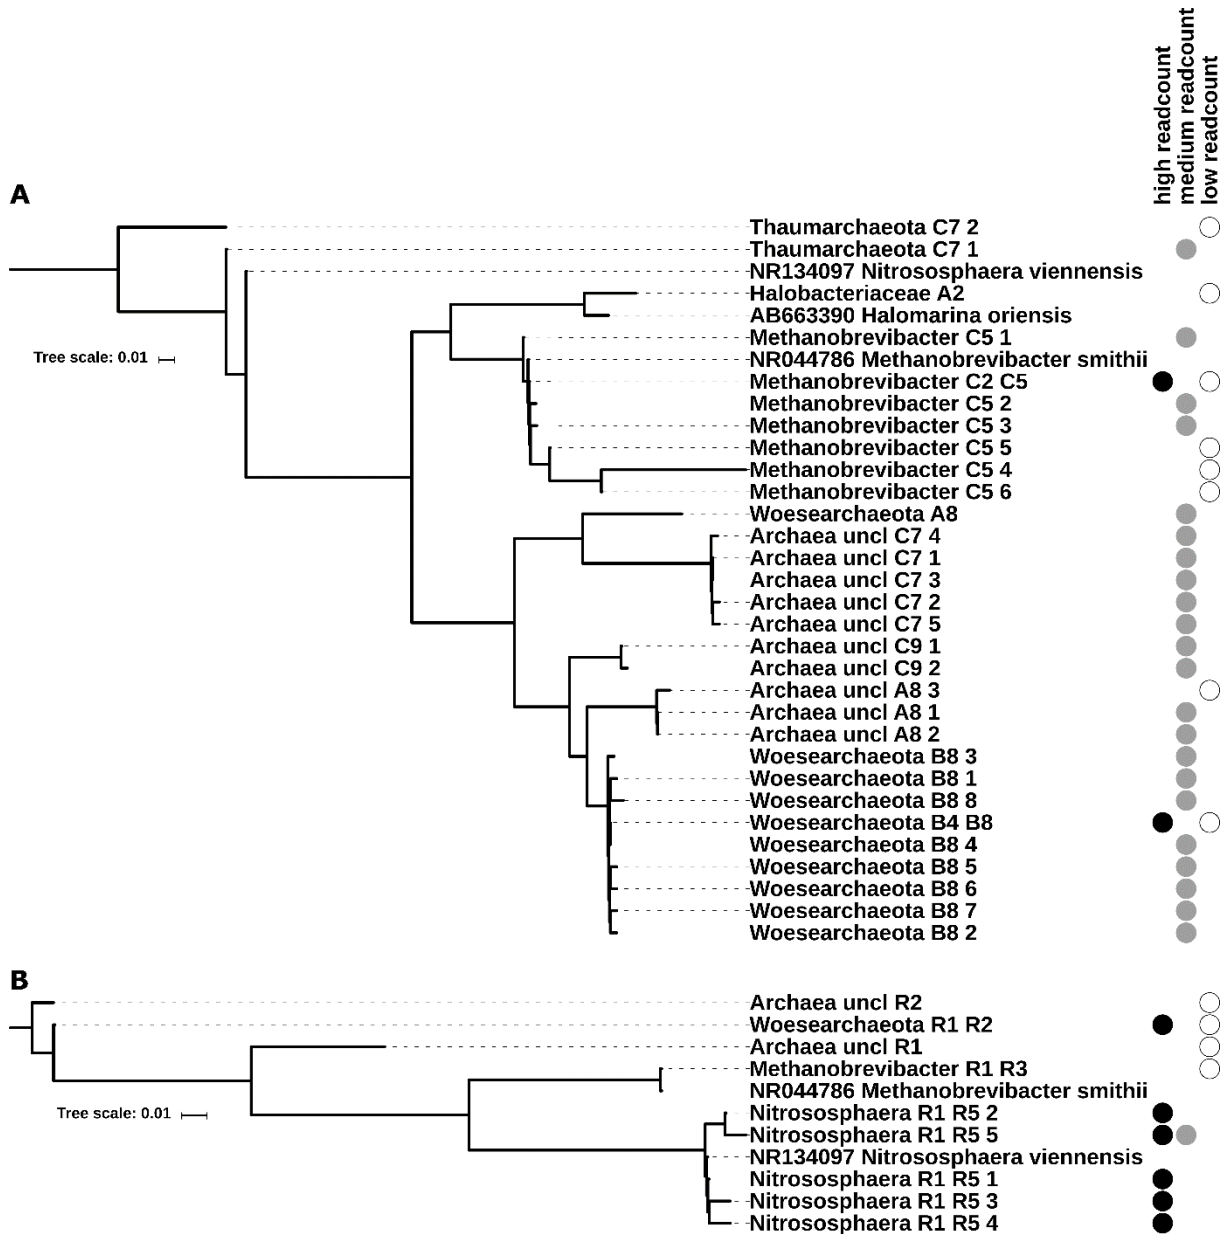 high readcount
medium readcount
low readcount
A
Thaumarchaeota C7 2
Thaumarchaeota C7 1
NR134097 Nitrososphaera viennensis
Halobacteriaceae A2
AB663390 Halomarina oriensis
Methanobrevibacter C5 1
Tree scale: 0.01
NR044786 Methanobrevibacter smithii
Methanobrevibacter C2 C5
Methanobrevibacter C5 2
Methanobrevibacter C5 3
Methanobrevibacter C5 5
Methanobrevibacter C5 4
Methanobrevibacter C5 6
Woesearchaeota A8
Archaea uncl C7 4
Archaea uncl C7 1
Archaea uncl C7 3
Archaea uncl C7 2
Archaea uncl C7 5
Archaea uncl C9 1
Archaea uncl C9 2
Archaea uncl A8 3
Archaea uncl A8 1
Archaea uncl A8 2
Woesearchaeota B8 3
Woesearchaeota B8 1
Woesearchaeota B8 8
Woesearchaeota B4 B8
Woesearchaeota B8 4
Woesearchaeota B8 5
Woesearchaeota B8 6
Woesearchaeota B8 7
Woesearchaeota B8 2
B
Archaea uncl R2
Woesearchaeota R1 R2
Archaea uncl R1
Methanobrevibacter R1 R3
NR044786 Methanobrevibacter smithii
Tree scale: 0.01
Nitrososphaera R1 R5 2
Nitrososphaera R1 R5 5
NR134097 Nitrososphaera viennensis
Nitrososphaera R1 R5 1
Nitrososphaera R1 R5 3
Nitrososphaera R1 R5 4